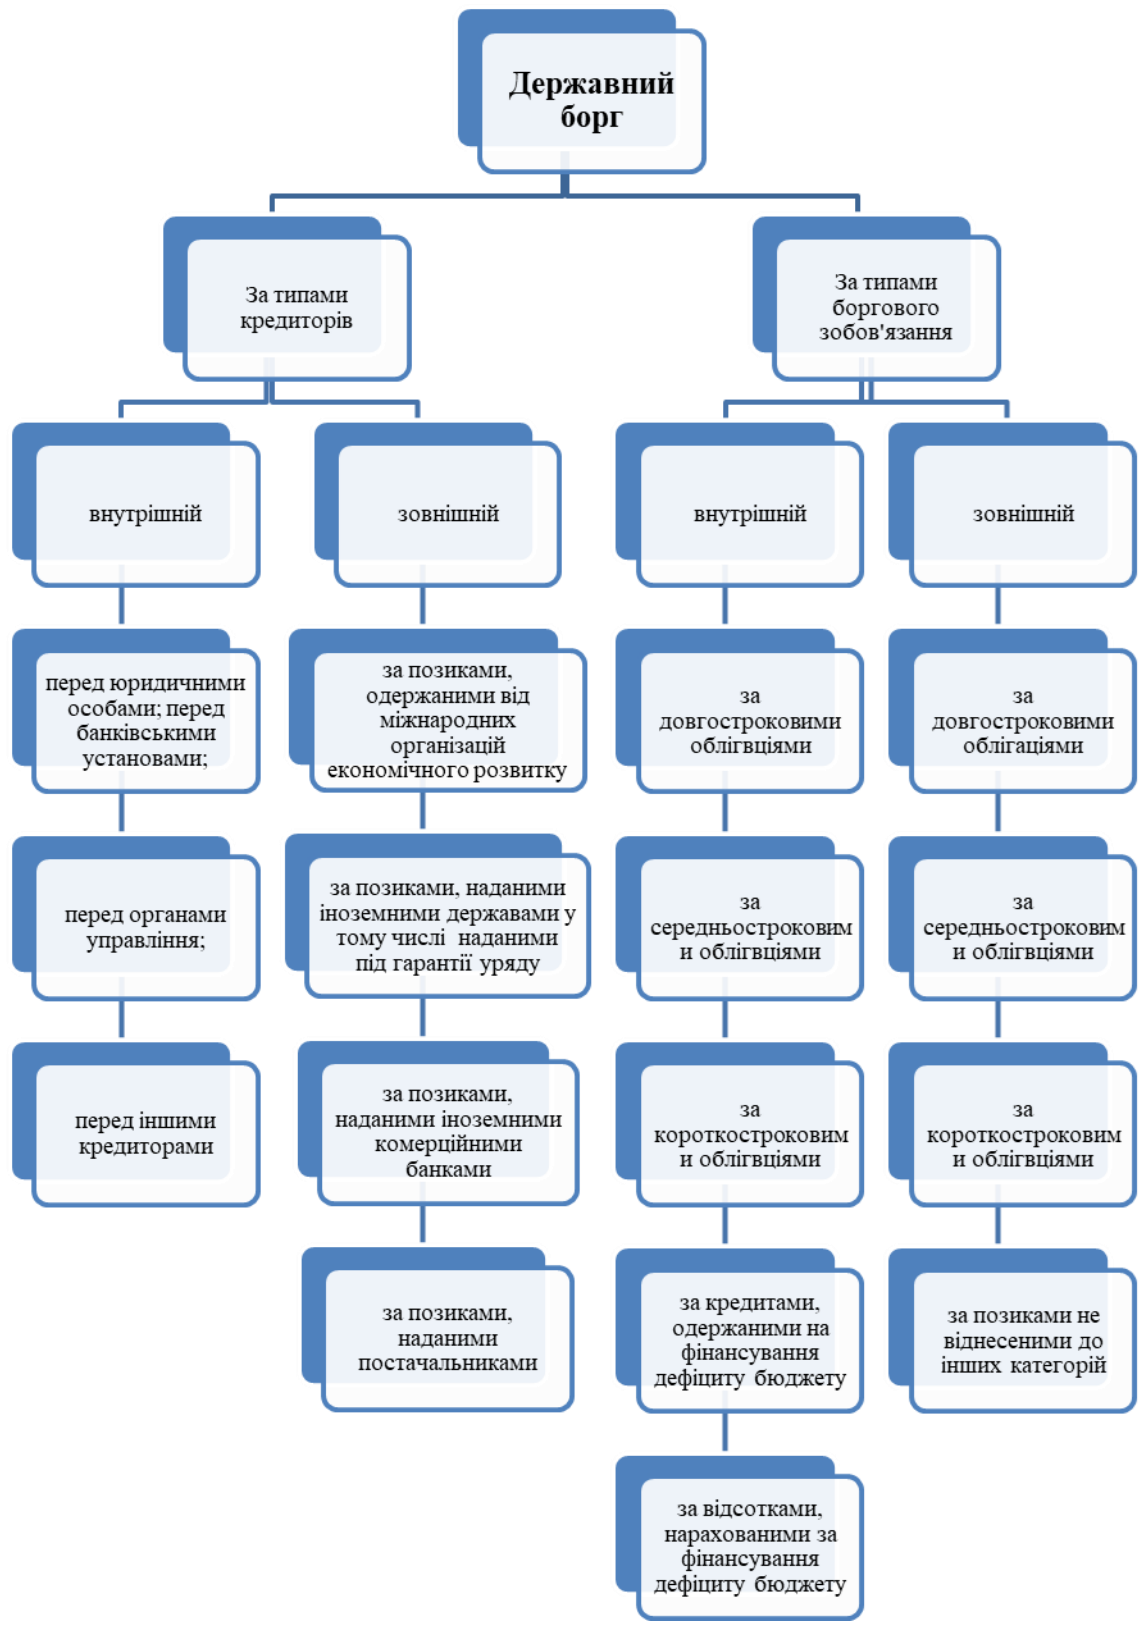 Державний
борг
За типами
кредиторів
За типами
боргового
зобов'язання
внутрішній
зовнішній
внутрішній
зовнішній
перед юридичними
особами; перед
банківськими
установами;
за позиками,
одержаними від
міжнародних
організацій
економічного розвитку
за
довгостроковими
облігвціями
за
довгостроковими
облігаціями
перед органами
управління;
за позиками, наданими
іноземними державами у
тому числі наданими
під гарантії уряду
за
середньостроковим
и облігвціями
за
середньостроковим
и облігвціями
перед іншими
кредиторами
за позиками,
наданими іноземними
комерційними
банками
за
короткостроковим
и облігвціями
за
короткостроковим
и облігвціями
за позиками,
наданими
постачальниками
за кредитами,
одержаними на
фінансування
дефіциту бюджету
за позиками не
віднесеними до
інших категорій
за відсотками,
нарахованими за
фінансування
дефіциту бюджету